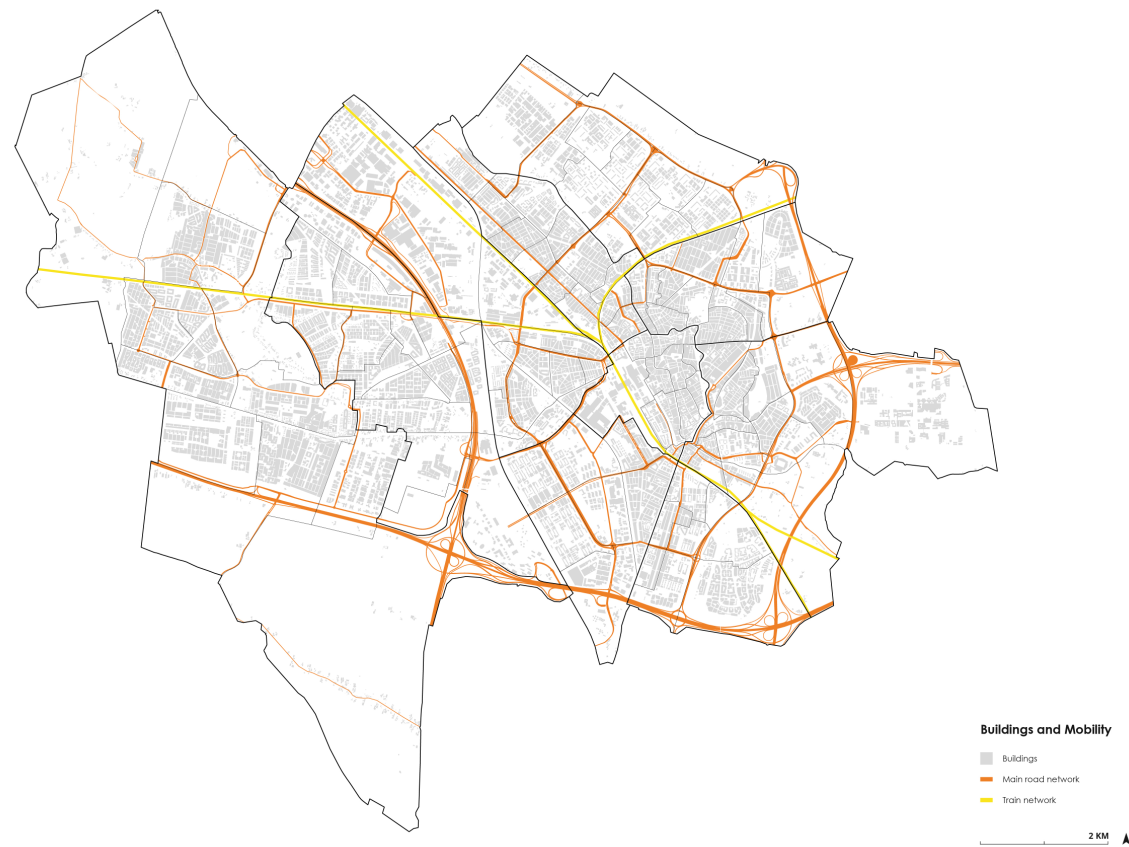 Buildings and Mobility
Buildings
Main road network
Train network
2 KM